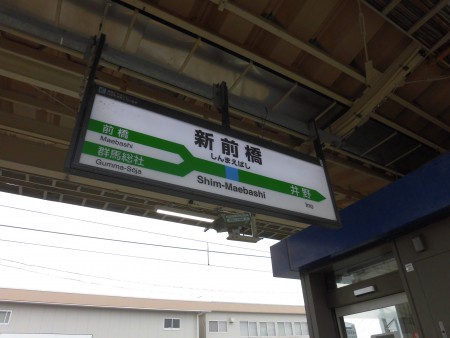 前橋
Maebashi
群馬総社
Gumma-Sōja
新前橋
しんまえばし
Shim-Maebashi
井野
Ino